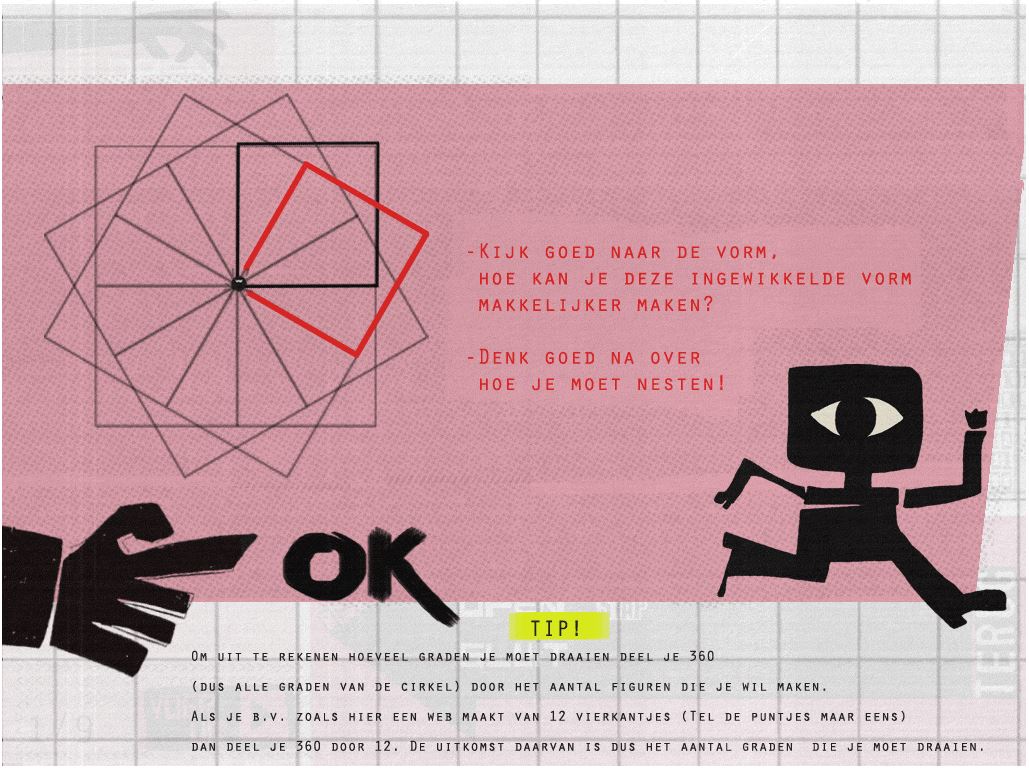 -Kijk goed naar de vorm,
hoe kan je deze ingewikkelde vorm
makkelijker maken?
-Denk goed na over
hoe je moet nesten!
OK
TIP!
Om uit te rekenen hoeveel graden je moet draaien deel je 360
(dus alle graden van de cirkel) door het aantal figuren die je wil maken.
Als je b.v. zoals hier een web maakt van 12 vierkantjes (Tel de puntjes maar eens)
dan deel je 360 door 12. De uitkomst daarvan is dus het aantal graden die je moet draaien.
1/9